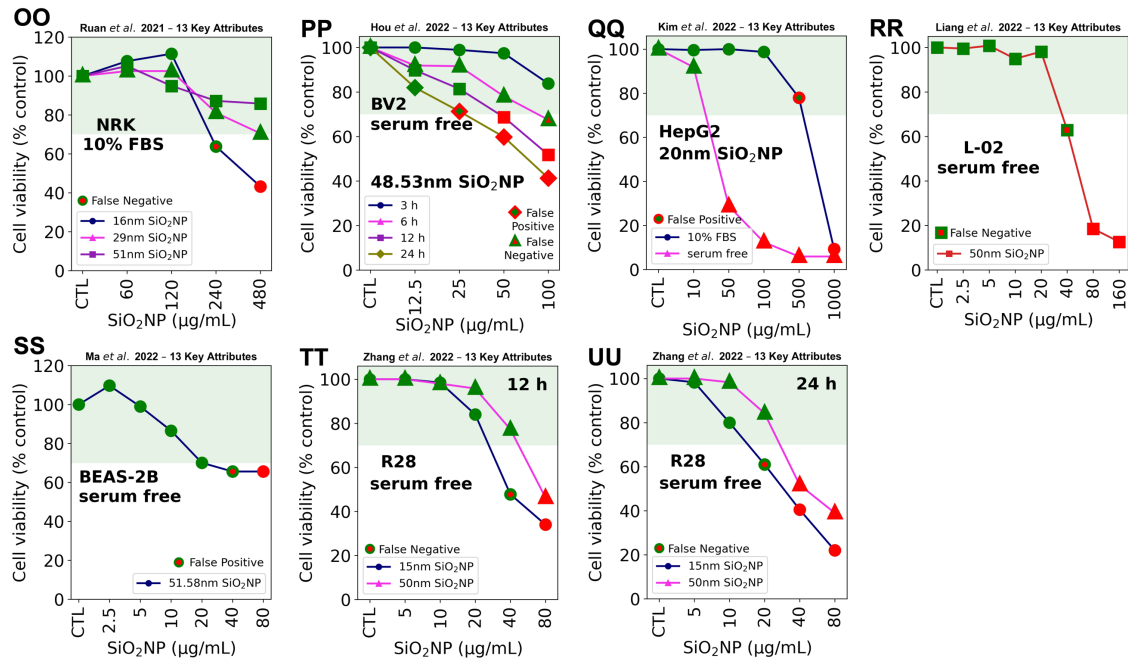 OO
Ruan et al. 2021 – 13 Key Attributes
Cell viability (% control)
120
100
80
60
40
20
0
NRK
10% FBS
False Negative
16nm SiO₂NP
29nm SiO₂NP
51nm SiO₂NP
CTL
60
120
240
480
SiO₂NP (μg/mL)
PP
Hou et al. 2022 – 13 Key Attributes
Cell viability (% control)
100
80
60
40
20
0
BV2
serum free
48.53nm SiO₂NP
3 h
6 h
12 h
24 h
False
Positive
False
Negative
CTL
12.5
25
50
100
SiO₂NP (μg/mL)
QQ
Kim et al. 2022 – 13 Key Attributes
Cell viability (% control)
100
80
60
40
20
0
HepG2
20nm SiO₂NP
False Positive
10% FBS
serum free
CTL
10
50
100
500
1000
SiO₂NP (μg/mL)
RR
Liang et al. 2022 – 13 Key Attributes
Cell viability (% control)
100
80
60
40
20
0
L-02
serum free
False Negative
50nm SiO₂NP
CTL
2.5
5
10
20
40
80
160
SiO₂NP (μg/mL)
SS
Ma et al. 2022 – 13 Key Attributes
Cell viability (% control)
120
100
80
60
40
20
0
BEAS-2B
serum free
False Positive
51.58nm SiO₂NP
CTL
2.5
5
10
20
40
80
SiO₂NP (μg/mL)
TT
Zhang et al. 2022 – 13 Key Attributes
Cell viability (% control)
100
80
60
40
20
0
12 h
R28
serum free
False Negative
15nm SiO₂NP
50nm SiO₂NP
CTL
5
10
20
40
80
SiO₂NP (μg/mL)
UU
Zhang et al. 2022 – 13 Key Attributes
Cell viability (% control)
100
80
60
40
20
0
24 h
R28
serum free
False Negative
15nm SiO₂NP
50nm SiO₂NP
CTL
5
10
20
40
80
SiO₂NP (μg/mL)